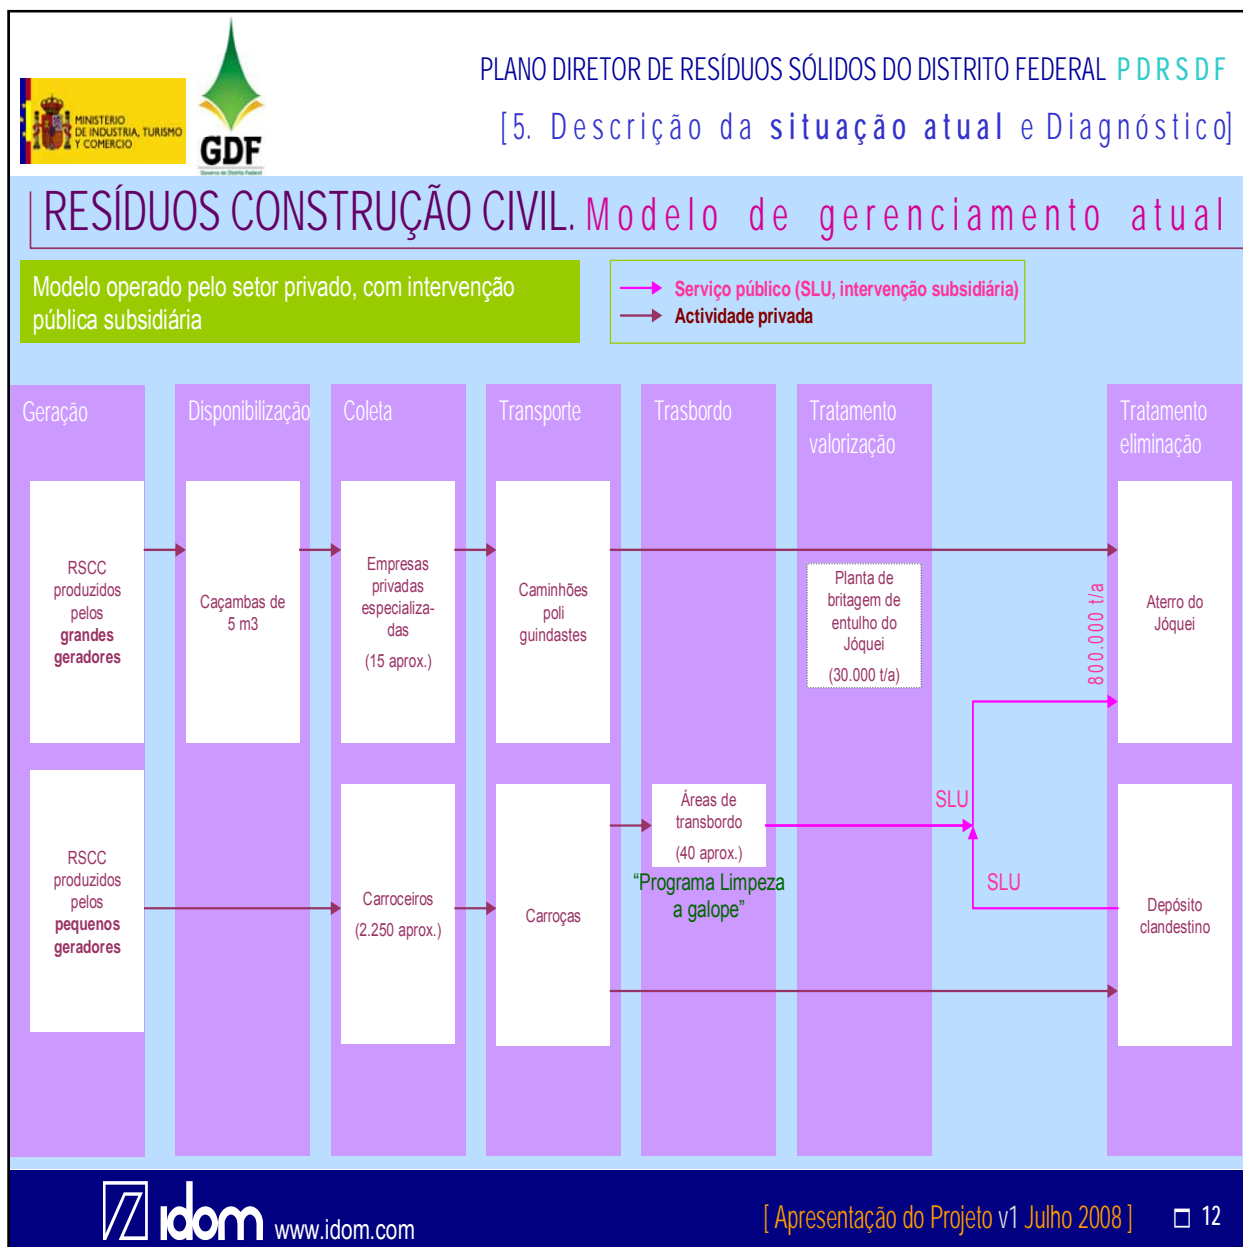 MINISTERIO
DE INDUSTRIA, TURISMO
Y COMERCIO
GDF
Governo do Distrito Federal
PLANO DIRETOR DE RESÍDUOS SÓLIDOS DO DISTRITO FEDERAL PDRSDF
[5. Descrição da situação atual e Diagnóstico]
RESÍDUOS CONSTRUÇÃO CIVIL. Modelo de gerenciamento atual
Modelo operado pelo setor privado, com intervenção
pública subsidiária
Serviço público (SLU, intervenção subsidiária)
Actividade privada
Geração
Disponibilização
Coleta
Transporte
Trasbordo
Tratamento
valorização
Tratamento
eliminação
RSCC
produzidos
pelos
grandes
geradores
Caçambas de
5 m3
Empresas
privadas
especializa-
das
(15 aprox.)
Caminhões
poli
guindastes
Planta de
britagem de
entulho do
Jóquei
(30.000 t/a)
800.000 t/a
Aterro do
Jóquei
RSCC
produzidos
pelos
pequenos
geradores
Carroceiros
(2.250 aprox.)
Carroças
Áreas de
transbordo
(40 aprox.)
“Programa Limpeza
a galope”
SLU
SLU
Depósito
clandestino
idom www.idom.com
[ Apresentação do Projeto v1 Julho 2008 ]
12